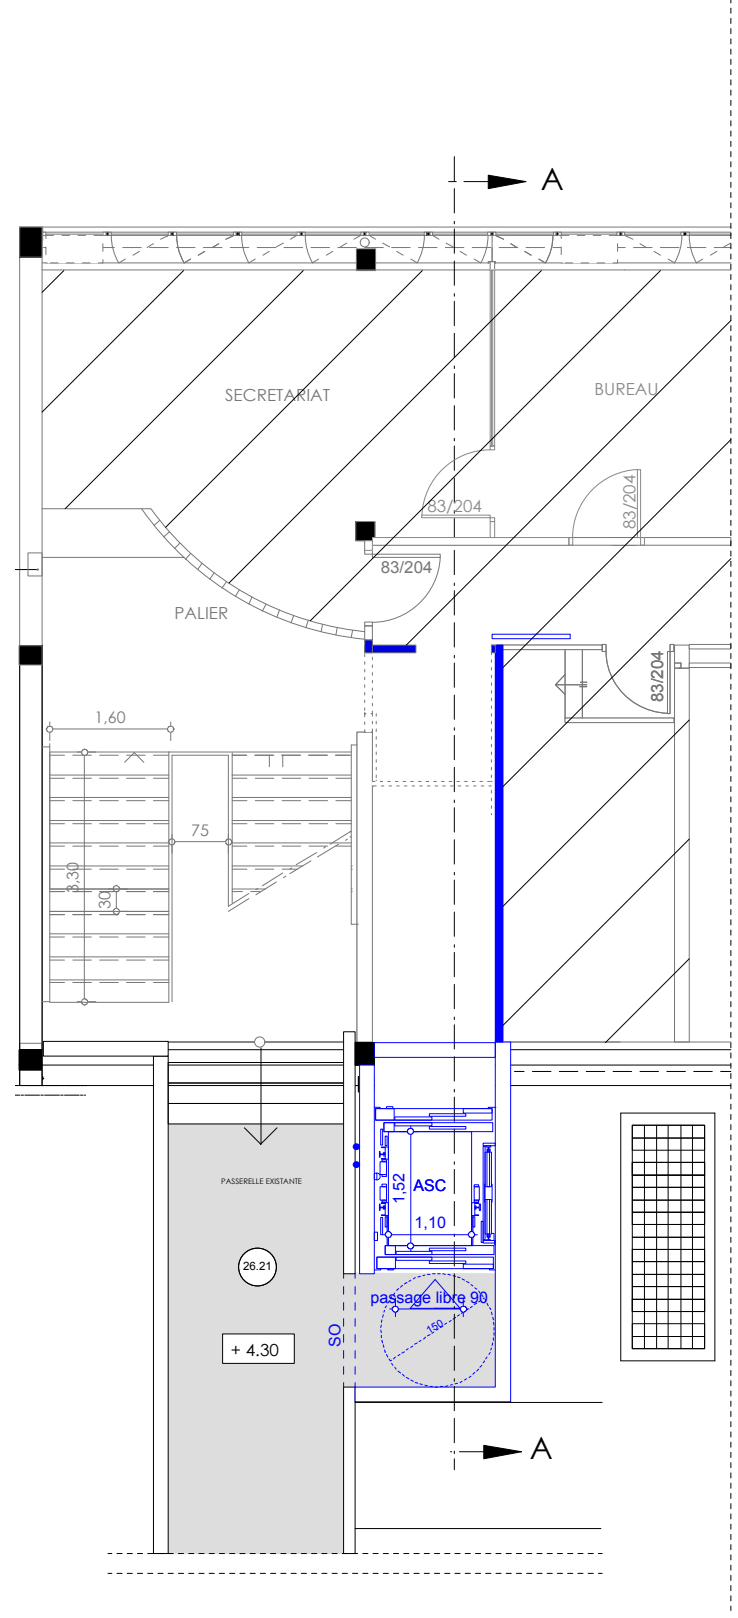 A
SECRETARIAT
BUREAU
83/204
83/204
83/204
PALIER
83/204
1,60
75
3,30
30
PASSERELLE EXISTANTE
ASC
1,52
1,10
26.21
passage libre 90
150
SO
+ 4.30
A